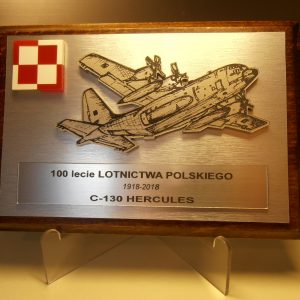 100 lecie LOTNICTWA POLSKIEGO
1918-2018
C-130 HERCULES